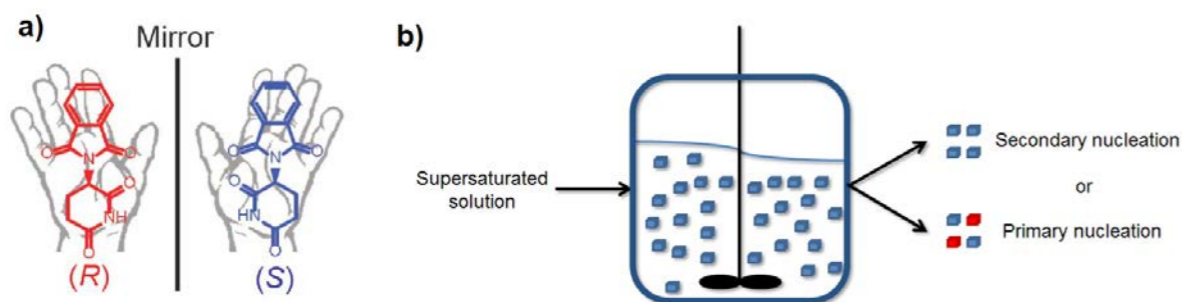 a)
Mirror
O
N
O
O
NH
O
(R)
O
N
O
O
HN
O
(S)
b)
Supersaturated
solution
Secondary nucleation
or
Primary nucleation